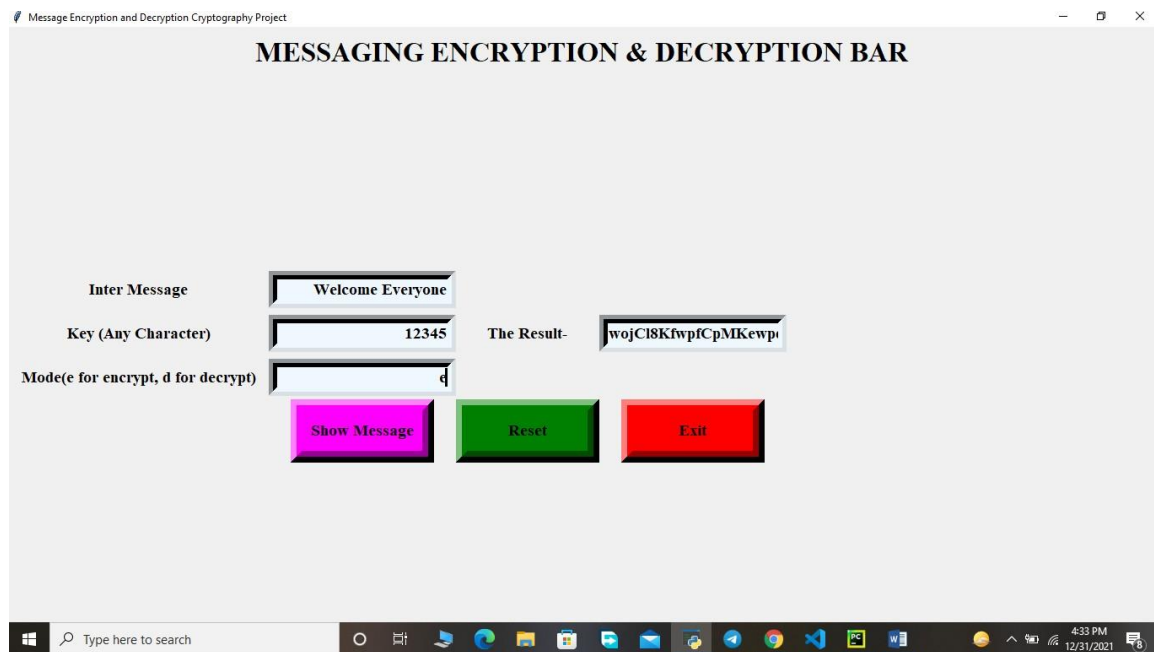 Message Encryption and Decryption Cryptography Project
MESSAGING ENCRYPTION & DECRYPTION BAR
Inter Message
Welcome Everyone
Key (Any Character)
12345
The Result-
wojCl8KfwpfCpMKewp
Mode(e for encrypt, d for decrypt)
e
Show Message
Reset
Exit
Type here to search
PC
W
4:33 PM
12/31/2021
8